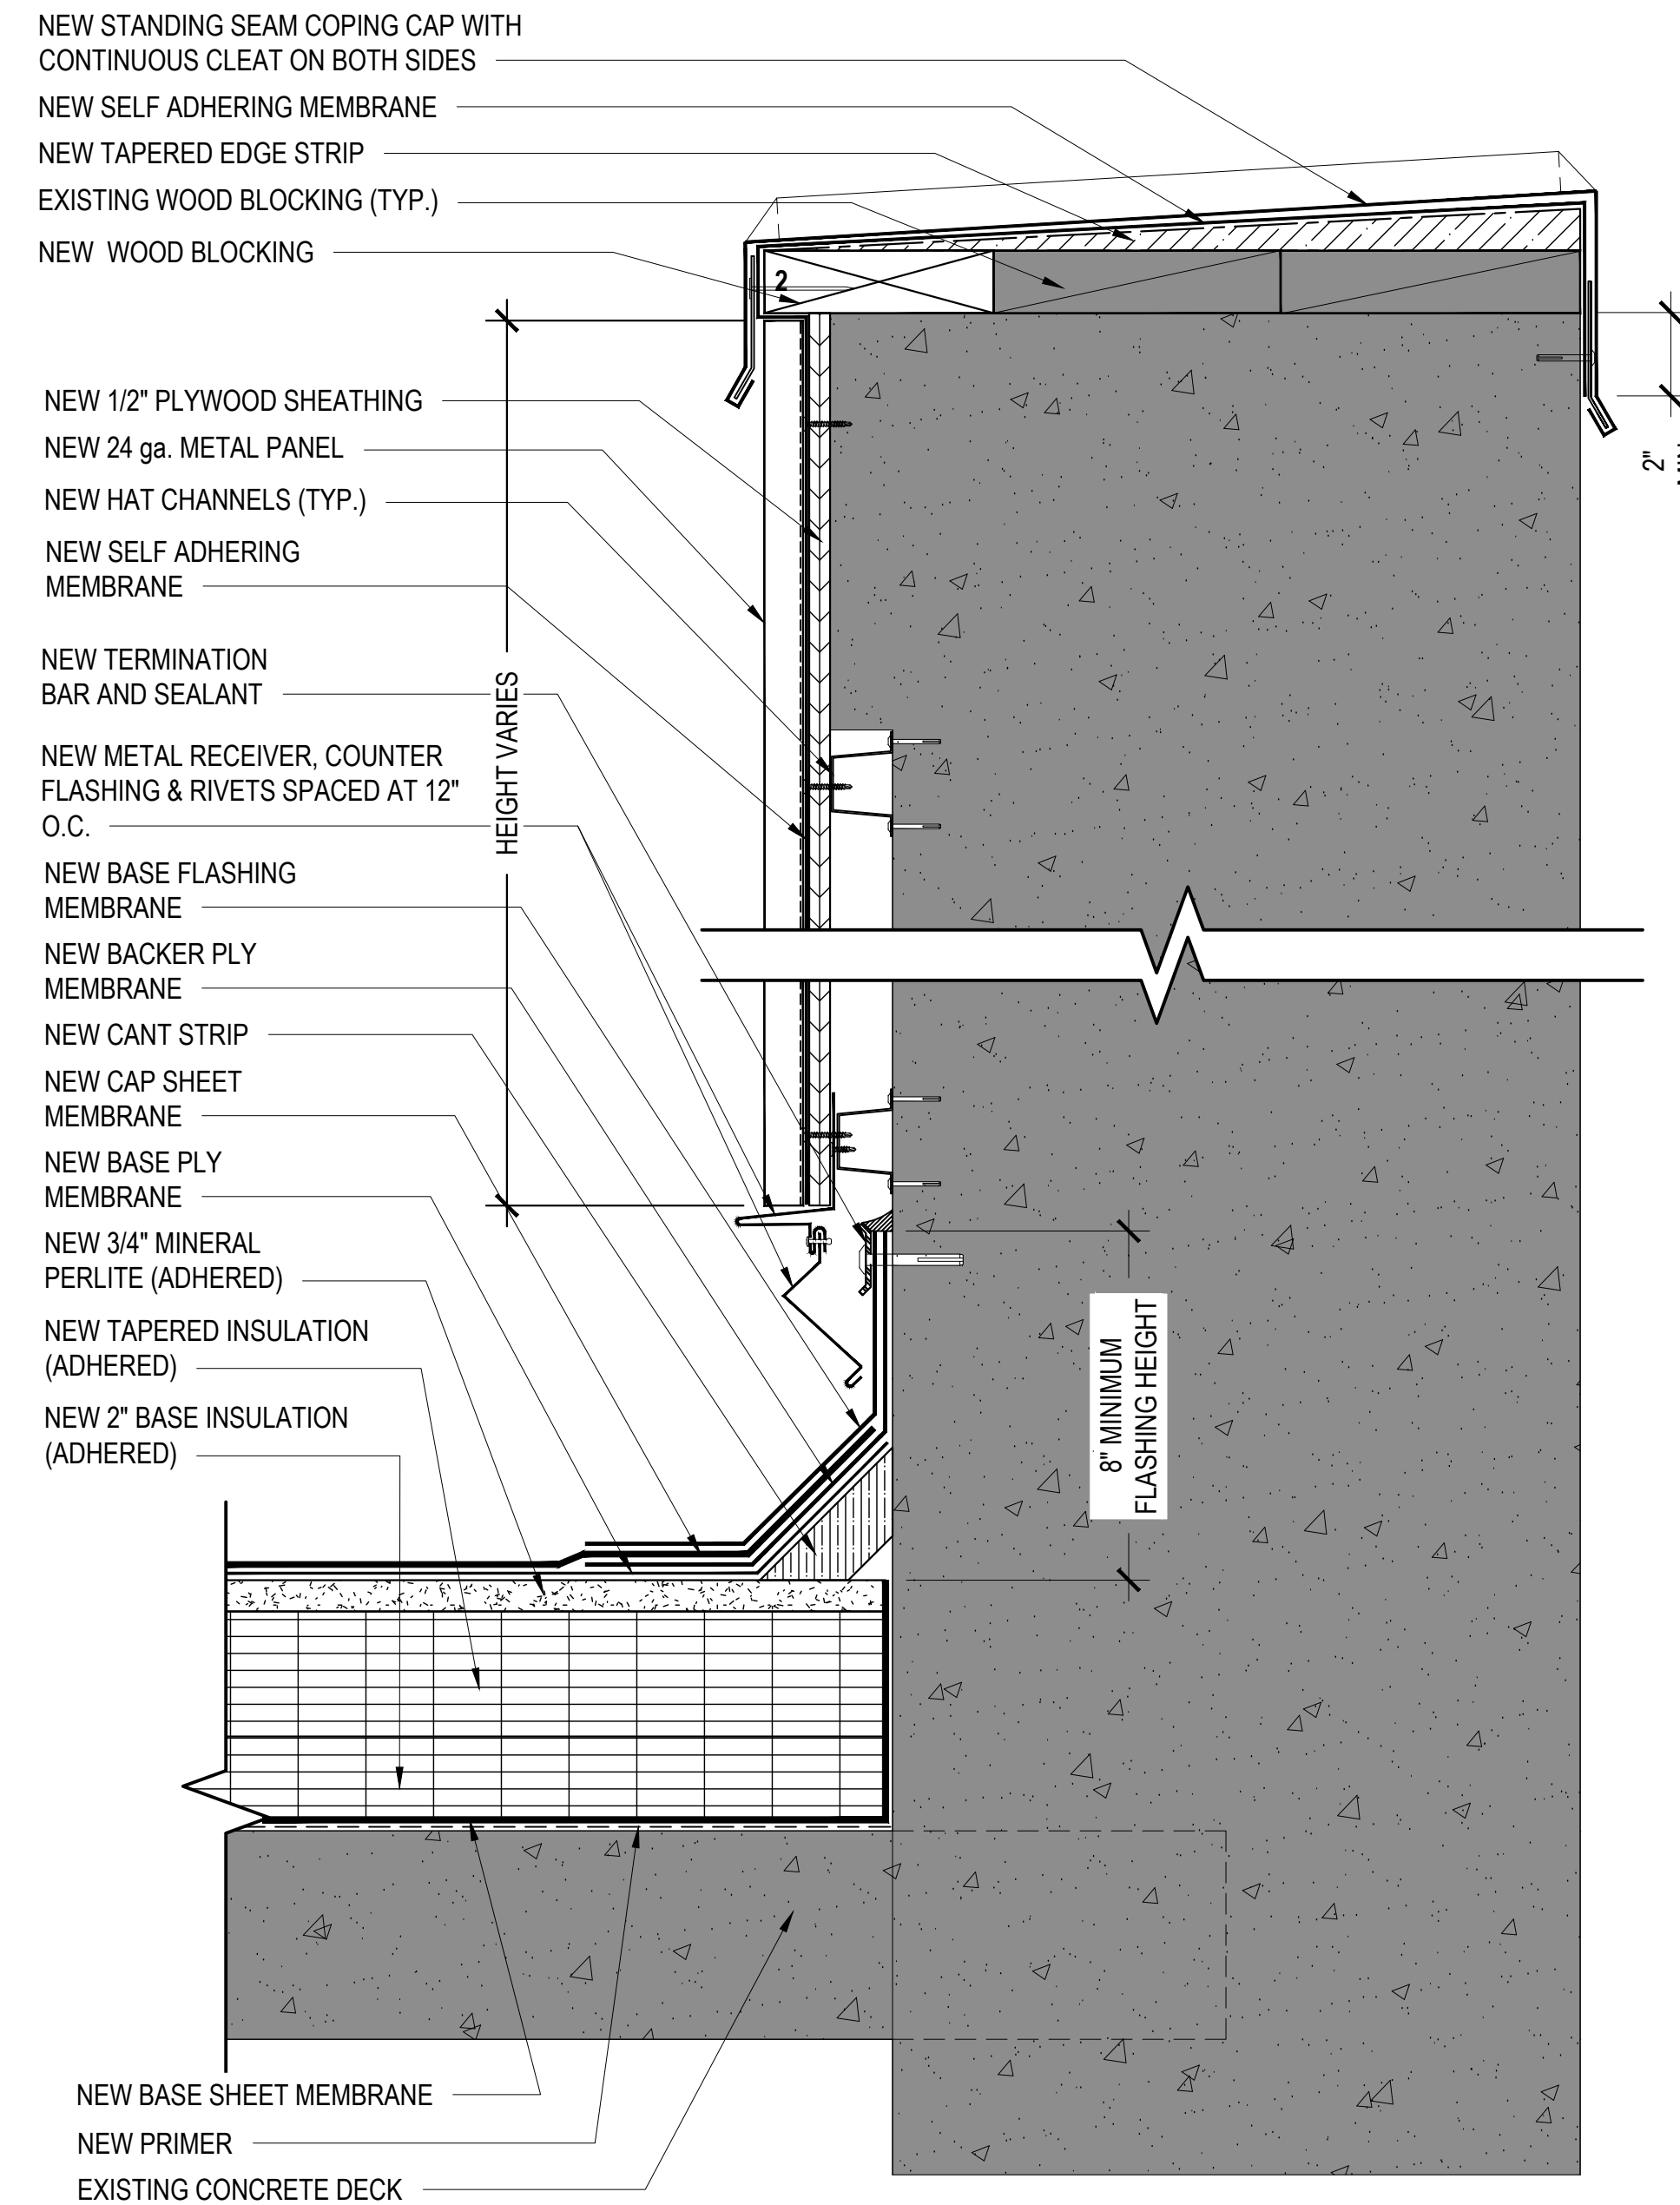 NEW STANDING SEAM COPING CAP WITH
CONTINUOUS CLEAT ON BOTH SIDES
NEW SELF ADHERING MEMBRANE
NEW TAPERED EDGE STRIP
EXISTING WOOD BLOCKING (TYP.)
NEW WOOD BLOCKING
2
NEW 1/2" PLYWOOD SHEATHING
NEW 24 ga. METAL PANEL
NEW HAT CHANNELS (TYP.)
NEW SELF ADHERING
MEMBRANE
NEW TERMINATION
BAR AND SEALANT
NEW METAL RECEIVER, COUNTER
FLASHING & RIVETS SPACED AT 12"
O.C.
NEW BASE FLASHING
MEMBRANE
NEW BACKER PLY
MEMBRANE
NEW CANT STRIP
NEW CAP SHEET
MEMBRANE
NEW BASE PLY
MEMBRANE
NEW 3/4" MINERAL
PERLITE (ADHERED)
NEW TAPERED INSULATION
(ADHERED)
NEW 2" BASE INSULATION
(ADHERED)
HEIGHT VARIES
2"
8" MINIMUM
FLASHING HEIGHT
NEW BASE SHEET MEMBRANE
NEW PRIMER
EXISTING CONCRETE DECK